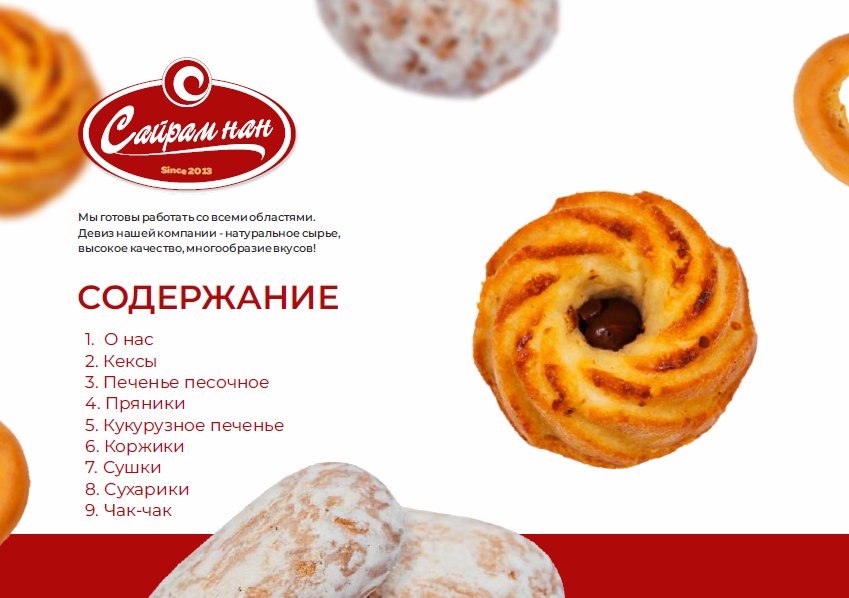 Сайрам нан
Since 2013
Мы готовы работать со всеми областями.
Девиз нашей компании - натуральное сырье,
высокое качество, многообразие вкусов!
СОДЕРЖАНИЕ
1. О нас
2. Кексы
3. Печенье песочное
4. Пряники
5. Кукурузное печенье
6. Коржики
7. Сушки
8. Сухарики
9. Чак-чак